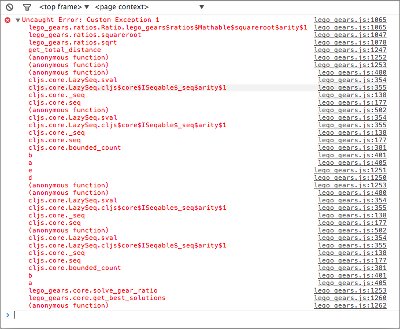 <top frame> <page context>
Uncaught Error: Custom Exception 1 lego_gears.js:1065
lego_gears.ratios.Ratio.lego_gears$ratios$Mathable$squareroot$arity$1 lego_gears.js:1065
lego_gears.ratios.squareroot lego_gears.js:1047
lego_gears.ratios.sqrt lego_gears.js:1078
get_total_distance lego_gears.js:1247
(anonymous function) lego_gears.js:1252
(anonymous function) lego_gears.js:1253
(anonymous function) lego_gears.js:480
cljs.core.LazySeq.sval lego_gears.js:354
cljs.core.LazySeq.cljs$core$ISeqable$_seq$arity$1 lego_gears.js:355
cljs.core._seq lego_gears.js:138
cljs.core.seq lego_gears.js:177
(anonymous function) lego_gears.js:502
cljs.core.LazySeq.sval lego_gears.js:354
cljs.core.LazySeq.cljs$core$ISeqable$_seq$arity$1 lego_gears.js:355
cljs.core._seq lego_gears.js:138
cljs.core.seq lego_gears.js:177
cljs.core.bounded_count lego_gears.js:381
b lego_gears.js:401
a lego_gears.js:405
e lego_gears.js:1251
d lego_gears.js:1250
(anonymous function) lego_gears.js:1253
(anonymous function) lego_gears.js:480
cljs.core.LazySeq.sval lego_gears.js:354
cljs.core.LazySeq.cljs$core$ISeqable$_seq$arity$1 lego_gears.js:355
cljs.core._seq lego_gears.js:138
cljs.core.seq lego_gears.js:177
(anonymous function) lego_gears.js:502
cljs.core.LazySeq.sval lego_gears.js:354
cljs.core.LazySeq.cljs$core$ISeqable$_seq$arity$1 lego_gears.js:355
cljs.core._seq lego_gears.js:138
cljs.core.seq lego_gears.js:177
cljs.core.bounded_count lego_gears.js:381
b lego_gears.js:401
a lego_gears.js:405
lego_gears.core.solve_gear_ratio lego_gears.js:1253
lego_gears.core.get_best_solutions lego_gears.js:1260
(anonymous function) lego_gears.js:1262